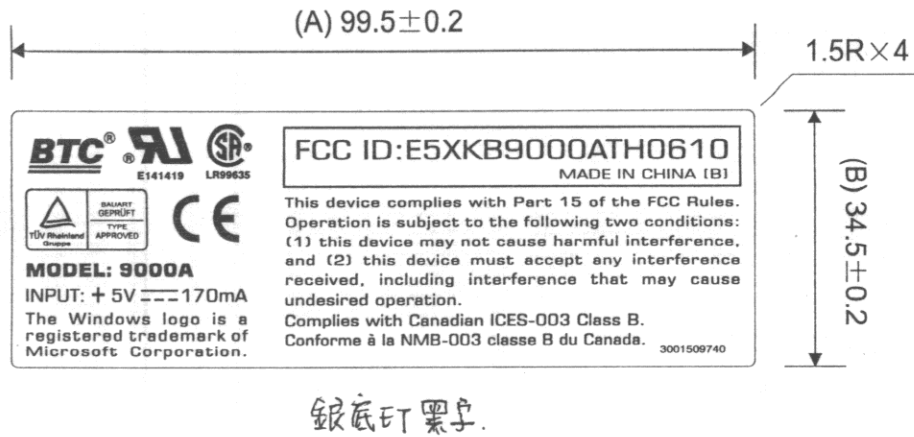 (A) 99.5±0.2
1.5R×4
BTC® ®RU SA®
E141419 LR99635
FCC ID:E5XKB9000ATH0610
MADE IN CHINA (B)
TÜV Rheinland
Gruppe
BAUART
GEPRÜFT
TYPE
APPROVED
CE
MODEL: 9000A
INPUT: + 5V ⎓ 170mA
The Windows logo is a
registered trademark of
Microsoft Corporation.
This device complies with Part 15 of the FCC Rules.
Operation is subject to the following two conditions:
(1) this device may not cause harmful interference,
and (2) this device must accept any interference
received, including interference that may cause
undesired operation.
Complies with Canadian ICES-003 Class B.
Conforme à la NMB-003 classe B du Canada.
3001509740
(B) 34.5±0.2
銀底印黑字.